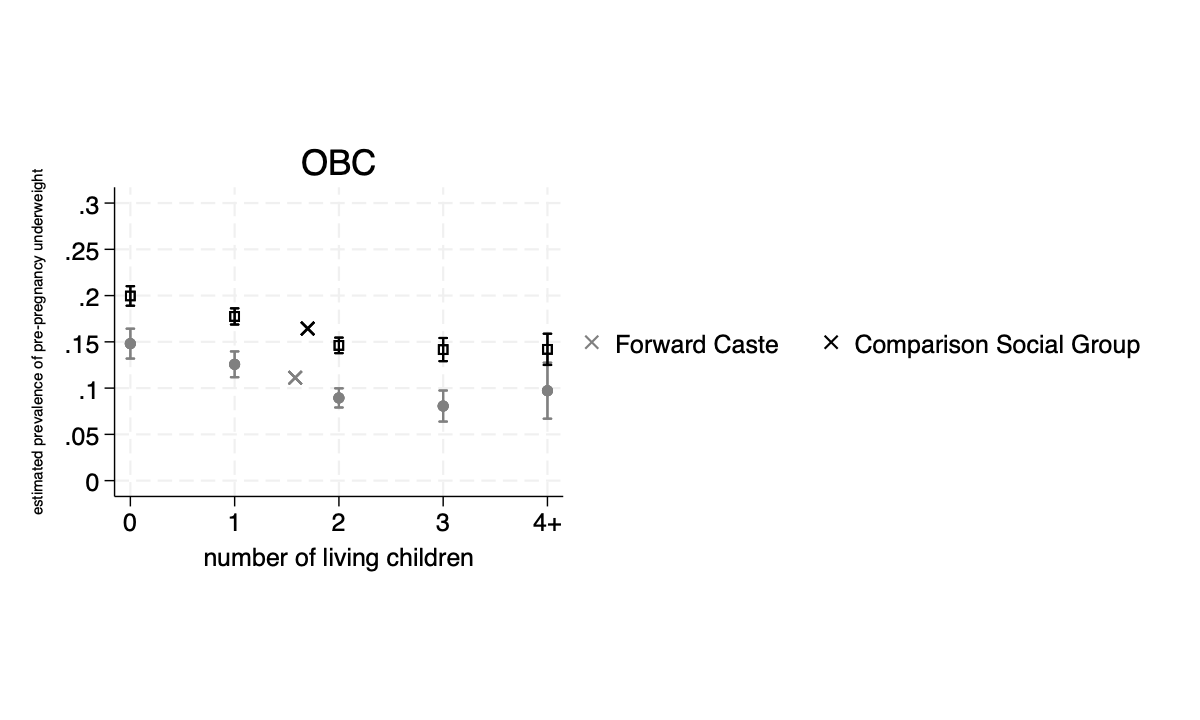 OBC
estimated prevalence of pre-pregnancy underweight
.3
.25
.2
.15
.1
.05
0
0 1 2 3 4+
number of living children
Forward Caste Comparison Social Group